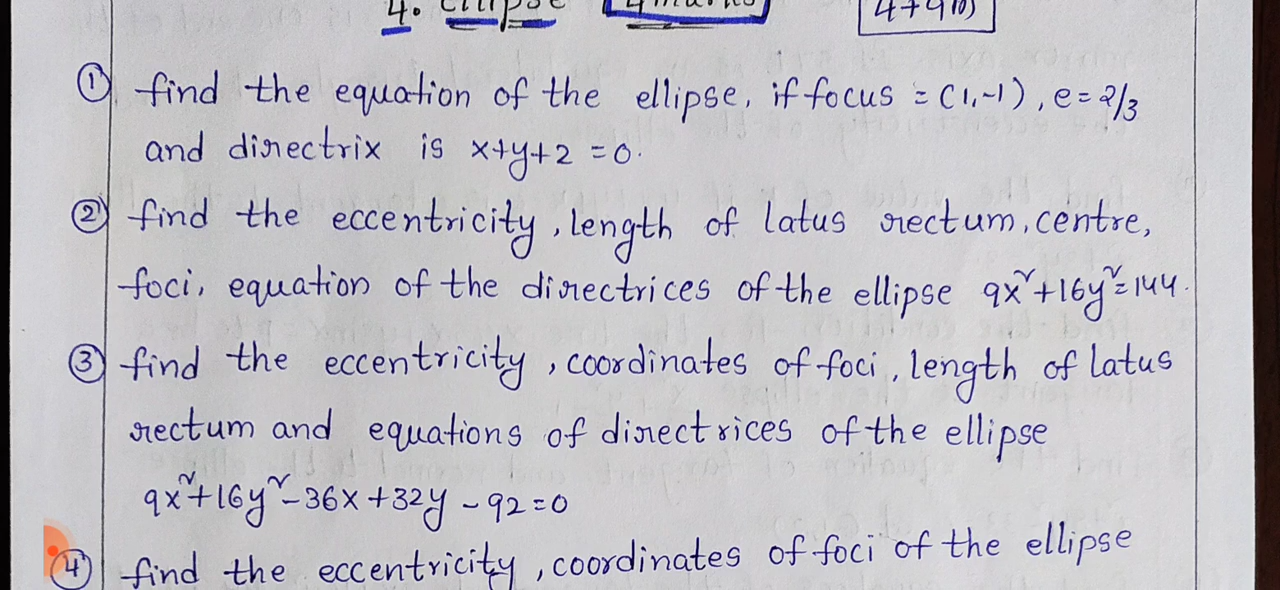 4. Ellipse 4 marks
① find the equation of the ellipse, if focus = (1,-1), e=2/3
and directrix is x+y+2=0.
② find the eccentricity, length of latus rectum, centre,
foci, equation of the directrices of the ellipse 9x²+16y²=144.
③ find the eccentricity, coordinates of foci, length of latus
rectum and equations of directrices of the ellipse
9x²+16y²-36x+32y-92=0
④ find the eccentricity, coordinates of foci of the ellipse